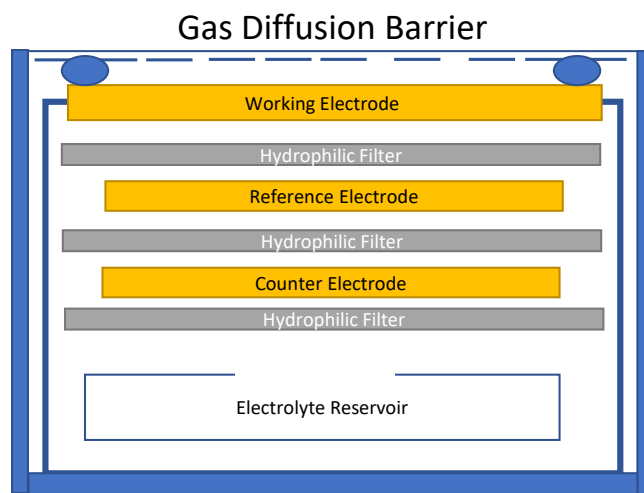 Gas Diffusion Barrier
Working Electrode
Hydrophilic Filter
Reference Electrode
Hydrophilic Filter
Counter Electrode
Hydrophilic Filter
Electrolyte Reservoir